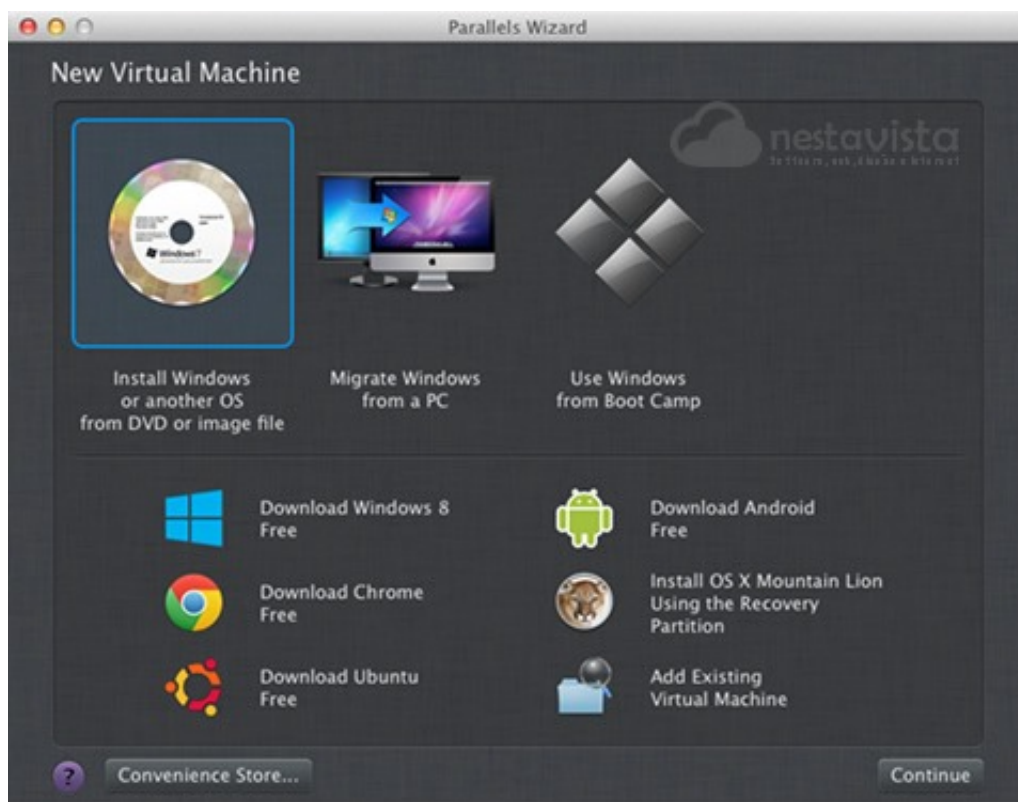 Parallels Wizard
New Virtual Machine
nestavista
Windows 7
Install Windows
or another OS
from DVD or image file
Migrate Windows
from a PC
Use Windows
from Boot Camp
Download Windows 8
Free
Download Android
Free
Download Chrome
Free
Install OS X Mountain Lion
Using the Recovery
Partition
Download Ubuntu
Free
Add Existing
Virtual Machine
?
Convenience Store...
Continue